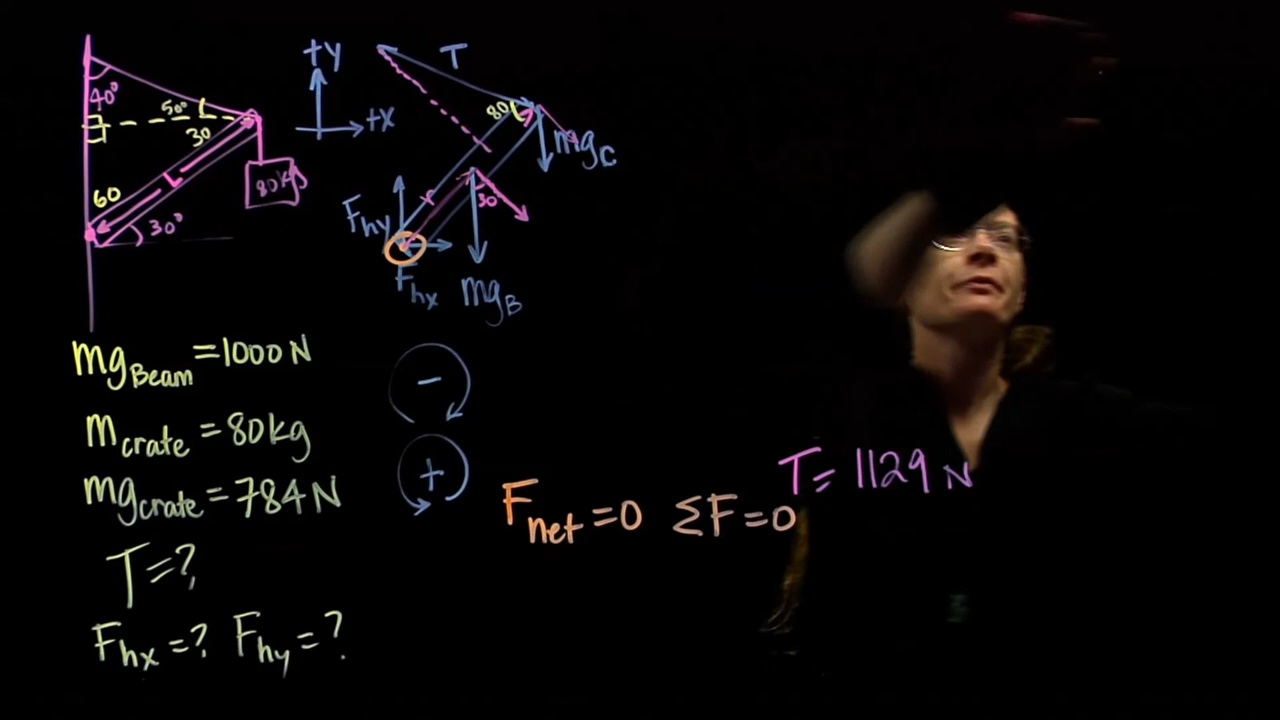 40°
50°
30
60
30°
L
80kg
+y
+x
T
80
mgc
30
Fhy
Fhx
mgB
mgBeam = 1000 N
mcrate = 80kg
mgcrate = 784 N
T = ?
Fhx = ? Fhy = ?
−
+
Fnet = 0 ΣF = 0
T = 1129 N